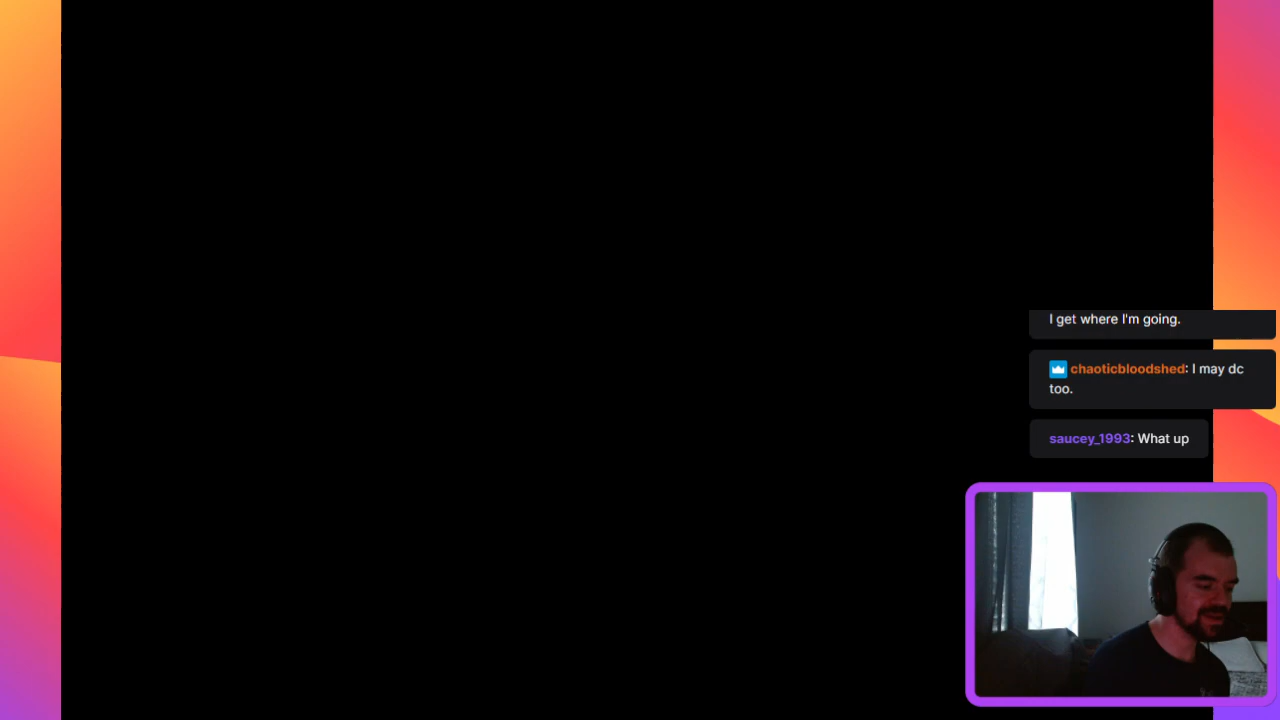 I get where I'm going.
chaoticbloodshed: I may dc
too.
saucey_1993: What up